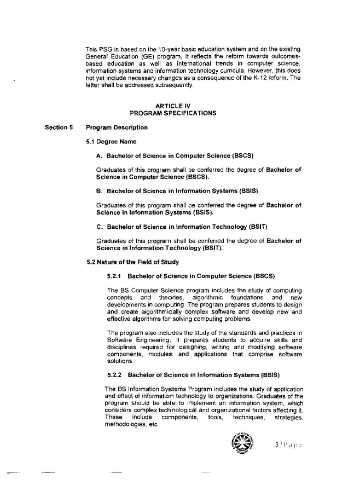 This PSG is based on the 10-year basic education system and on the existing
General Education (GE) program. It reflects the reform towards outcomes-
based education as well as international trends in computer science,
information systems and information technology curricula. However, this does
not yet include necessary changes as a consequence of the K-12 reform. The
latter shall be addressed subsequently.
ARTICLE IV
PROGRAM SPECIFICATIONS
Section 5 Program Description
5.1 Degree Name
A. Bachelor of Science in Computer Science (BSCS)
Graduates of this program shall be conferred the degree of Bachelor of
Science in Computer Science (BSCS).
B. Bachelor of Science in Information Systems (BSIS)
Graduates of this program shall be conferred the degree of Bachelor of
Science in Information Systems (BSIS).
C. Bachelor of Science in Information Technology (BSIT)
Graduates of this program shall be conferred the degree of Bachelor of
Science in Information Technology (BSIT).
5.2 Nature of the Field of Study
5.2.1 Bachelor of Science in Computer Science (BSCS)
The BS Computer Science program includes the study of computing
concepts and theories, algorithmic foundations and new
developments in computing. The program prepares students to design
and create algorithmically complex software and develop new and
effective algorithms for solving computing problems.
The program also includes the study of the standards and practices in
Software Engineering. It prepares students to acquire skills and
disciplines required for designing, writing and modifying software
components, modules and applications that comprise software
solutions.
5.2.2 Bachelor of Science in Information Systems (BSIS)
The BS Information Systems Program includes the study of application
and effect of information technology to organizations. Graduates of the
program should be able to implement an information system, which
considers complex technological and organizational factors affecting it.
These include components, tools, techniques, strategies,
methodologies, etc.
3 | Page